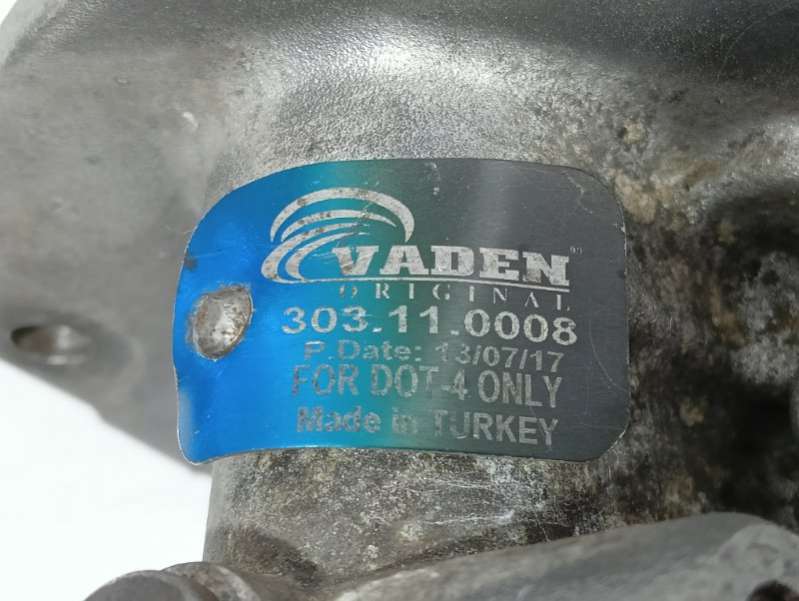 VADEN
ORIGINAL
303.11.0008
P.Date: 13/07/17
FOR DOT-4 ONLY
Made in TURKEY